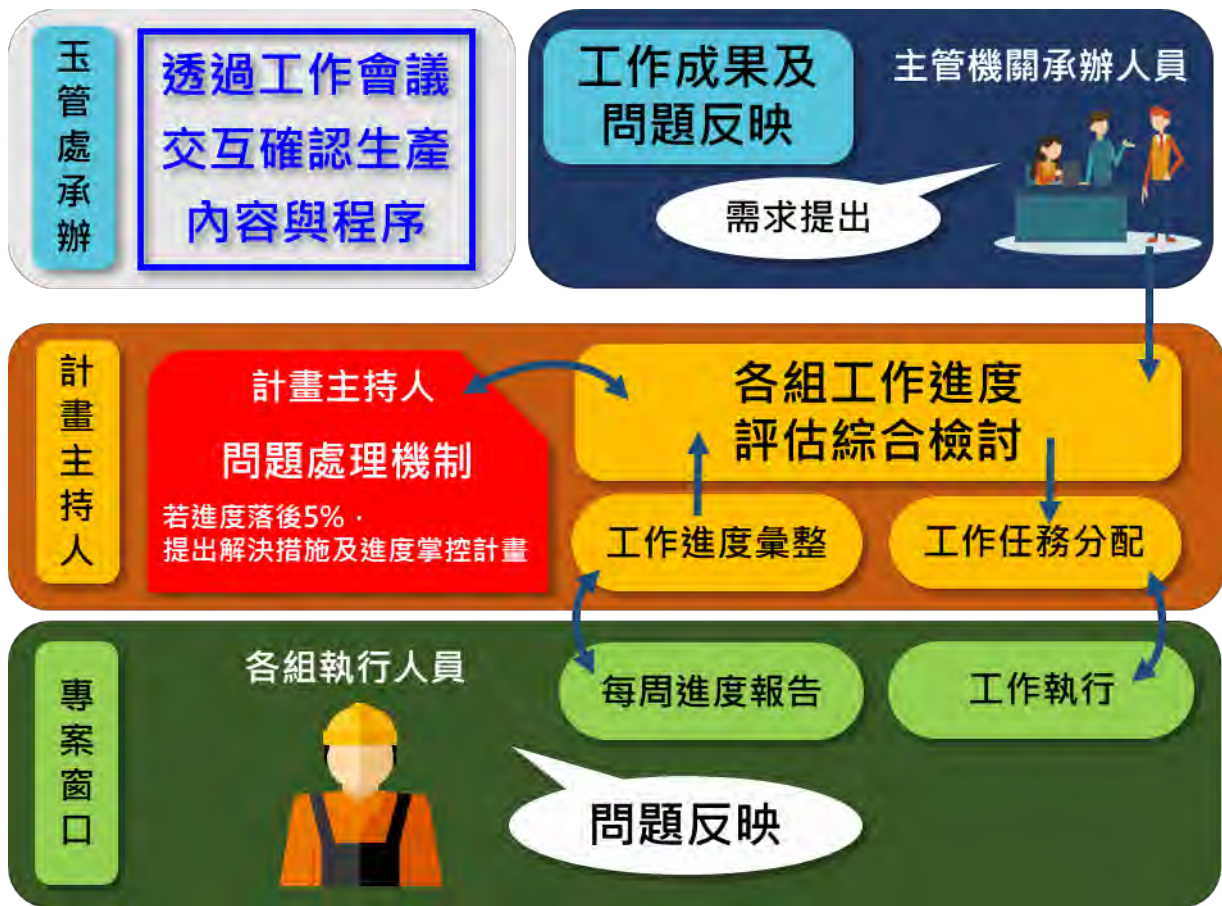 玉管處承辦
透過工作會議
交互確認生產
內容與程序
工作成果及
問題反映
主管機關承辦人員
需求提出
計畫主持人
計畫主持人
問題處理機制
若進度落後5%，
提出解決措施及進度掌控計畫
各組工作進度
評估綜合檢討
工作進度彙整
工作任務分配
專案窗口
各組執行人員
每周進度報告
工作執行
問題反映